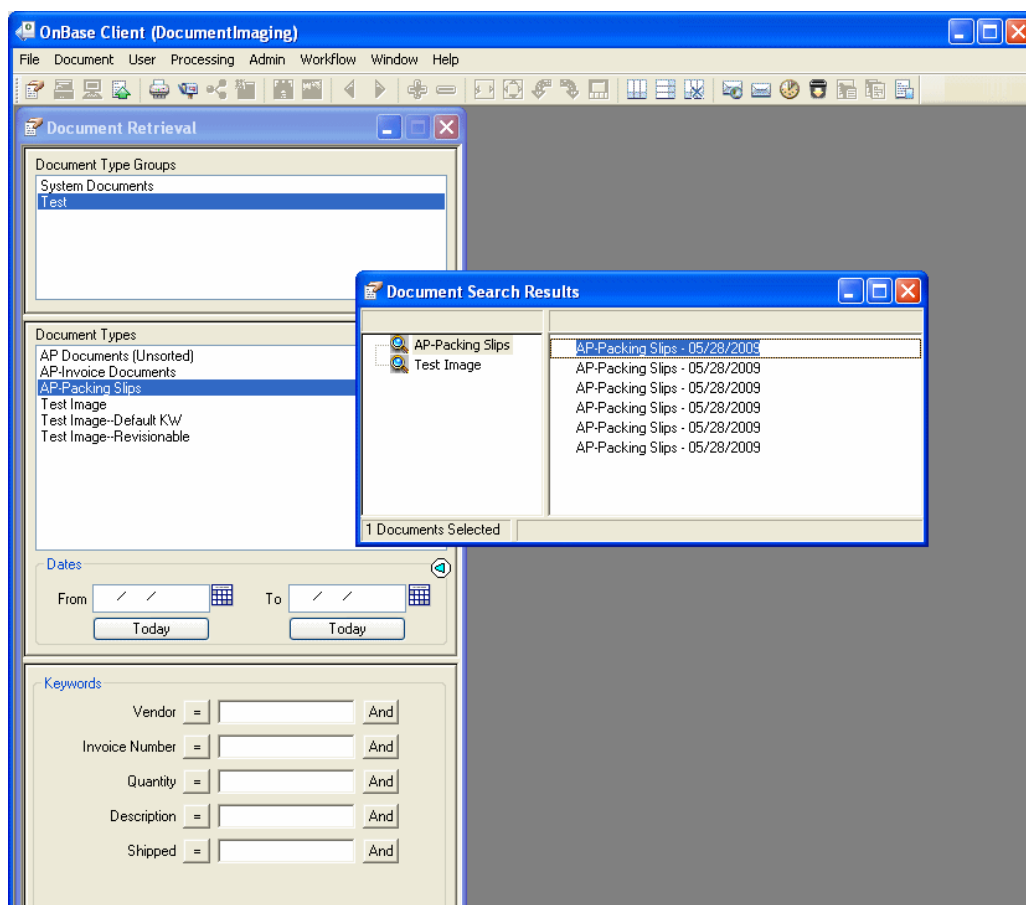 OnBase Client (DocumentImaging)
File Document User Processing Admin Workflow Window Help
Document Retrieval
Document Type Groups
System Documents
Test
Document Types
AP Documents (Unsorted)
AP-Invoice Documents
AP-Packing Slips
Test Image
Test Image--Default KW
Test Image--Revisionable
Dates
From / / To / /
Today Today
Keywords
Vendor = And
Invoice Number = And
Quantity = And
Description = And
Shipped = And
Document Search Results
AP-Packing Slips
Test Image
AP-Packing Slips - 05/28/2009
AP-Packing Slips - 05/28/2009
AP-Packing Slips - 05/28/2009
AP-Packing Slips - 05/28/2009
AP-Packing Slips - 05/28/2009
AP-Packing Slips - 05/28/2009
1 Documents Selected